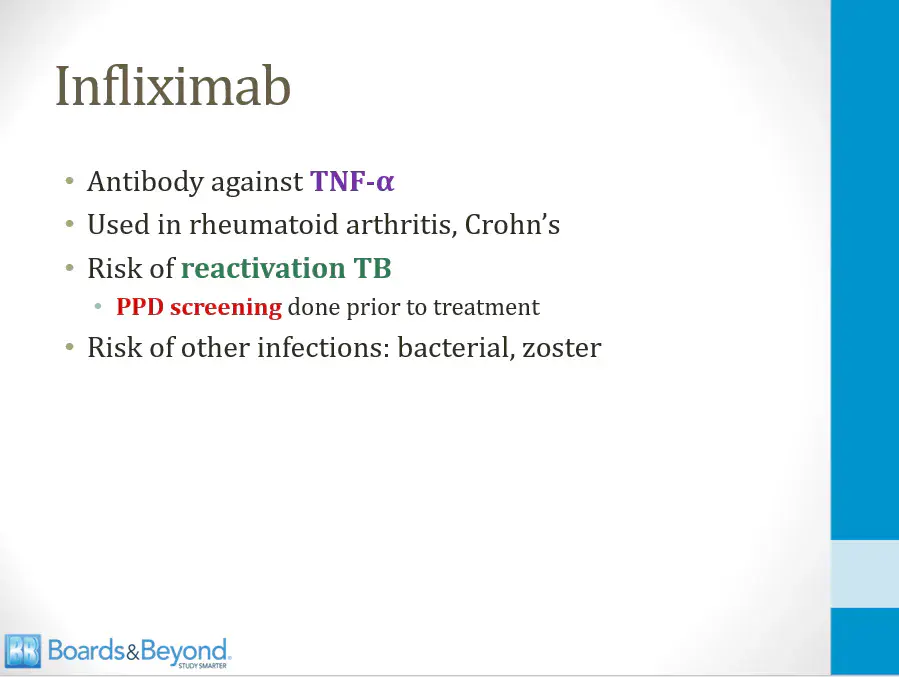 Infliximab
• Antibody against TNF-α
• Used in rheumatoid arthritis, Crohn’s
• Risk of reactivation TB
• PPD screening done prior to treatment
• Risk of other infections: bacterial, zoster
BB Boards&Beyond.
STUDY SMARTER